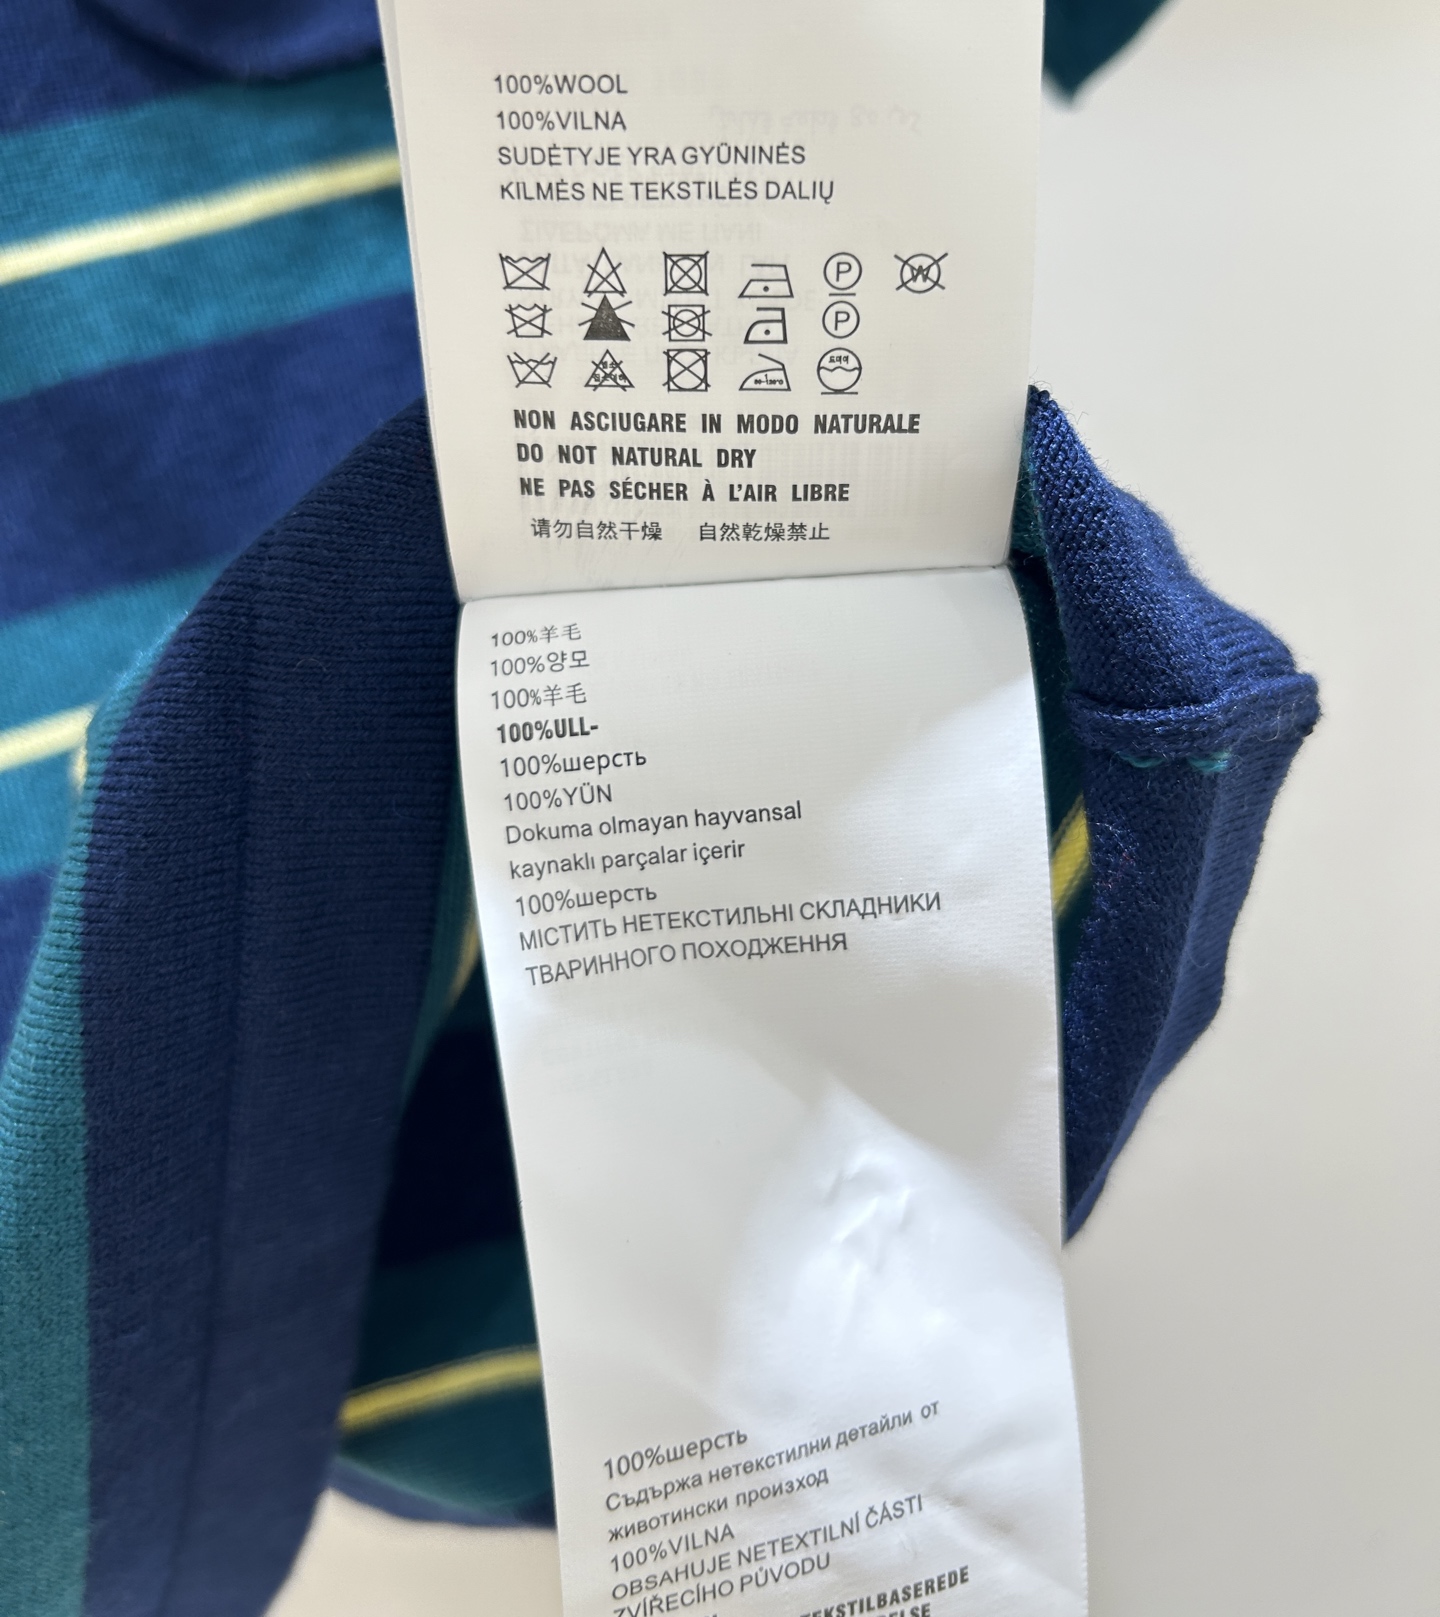 100%WOOL
100%VILNA
SUDĖTYJE YRA GYŪNINĖS
KILMĖS NE TEKSTILĖS DALIŲ
P
W
P
드라이
NON ASCIUGARE IN MODO NATURALE
DO NOT NATURAL DRY
NE PAS SÉCHER À L'AIR LIBRE
请勿自然干燥 自然乾燥禁止
100%羊毛
100%양모
100%羊毛
100%ULL-
100%шерсть
100%YÜN
Dokuma olmayan hayvansal
kaynaklı parçalar içerir
100%шерсть
МІСТИТЬ НЕТЕКСТИЛЬНІ СКЛАДНИКИ
ТВАРИННОГО ПОХОДЖЕННЯ
100%шерсть
Съдържа нетекстилни детайли от
животински произход
100%VILNA
OBSAHUJE NETEXTILNÍ ČÁSTI
ZVÍŘECÍHO PŮVODU